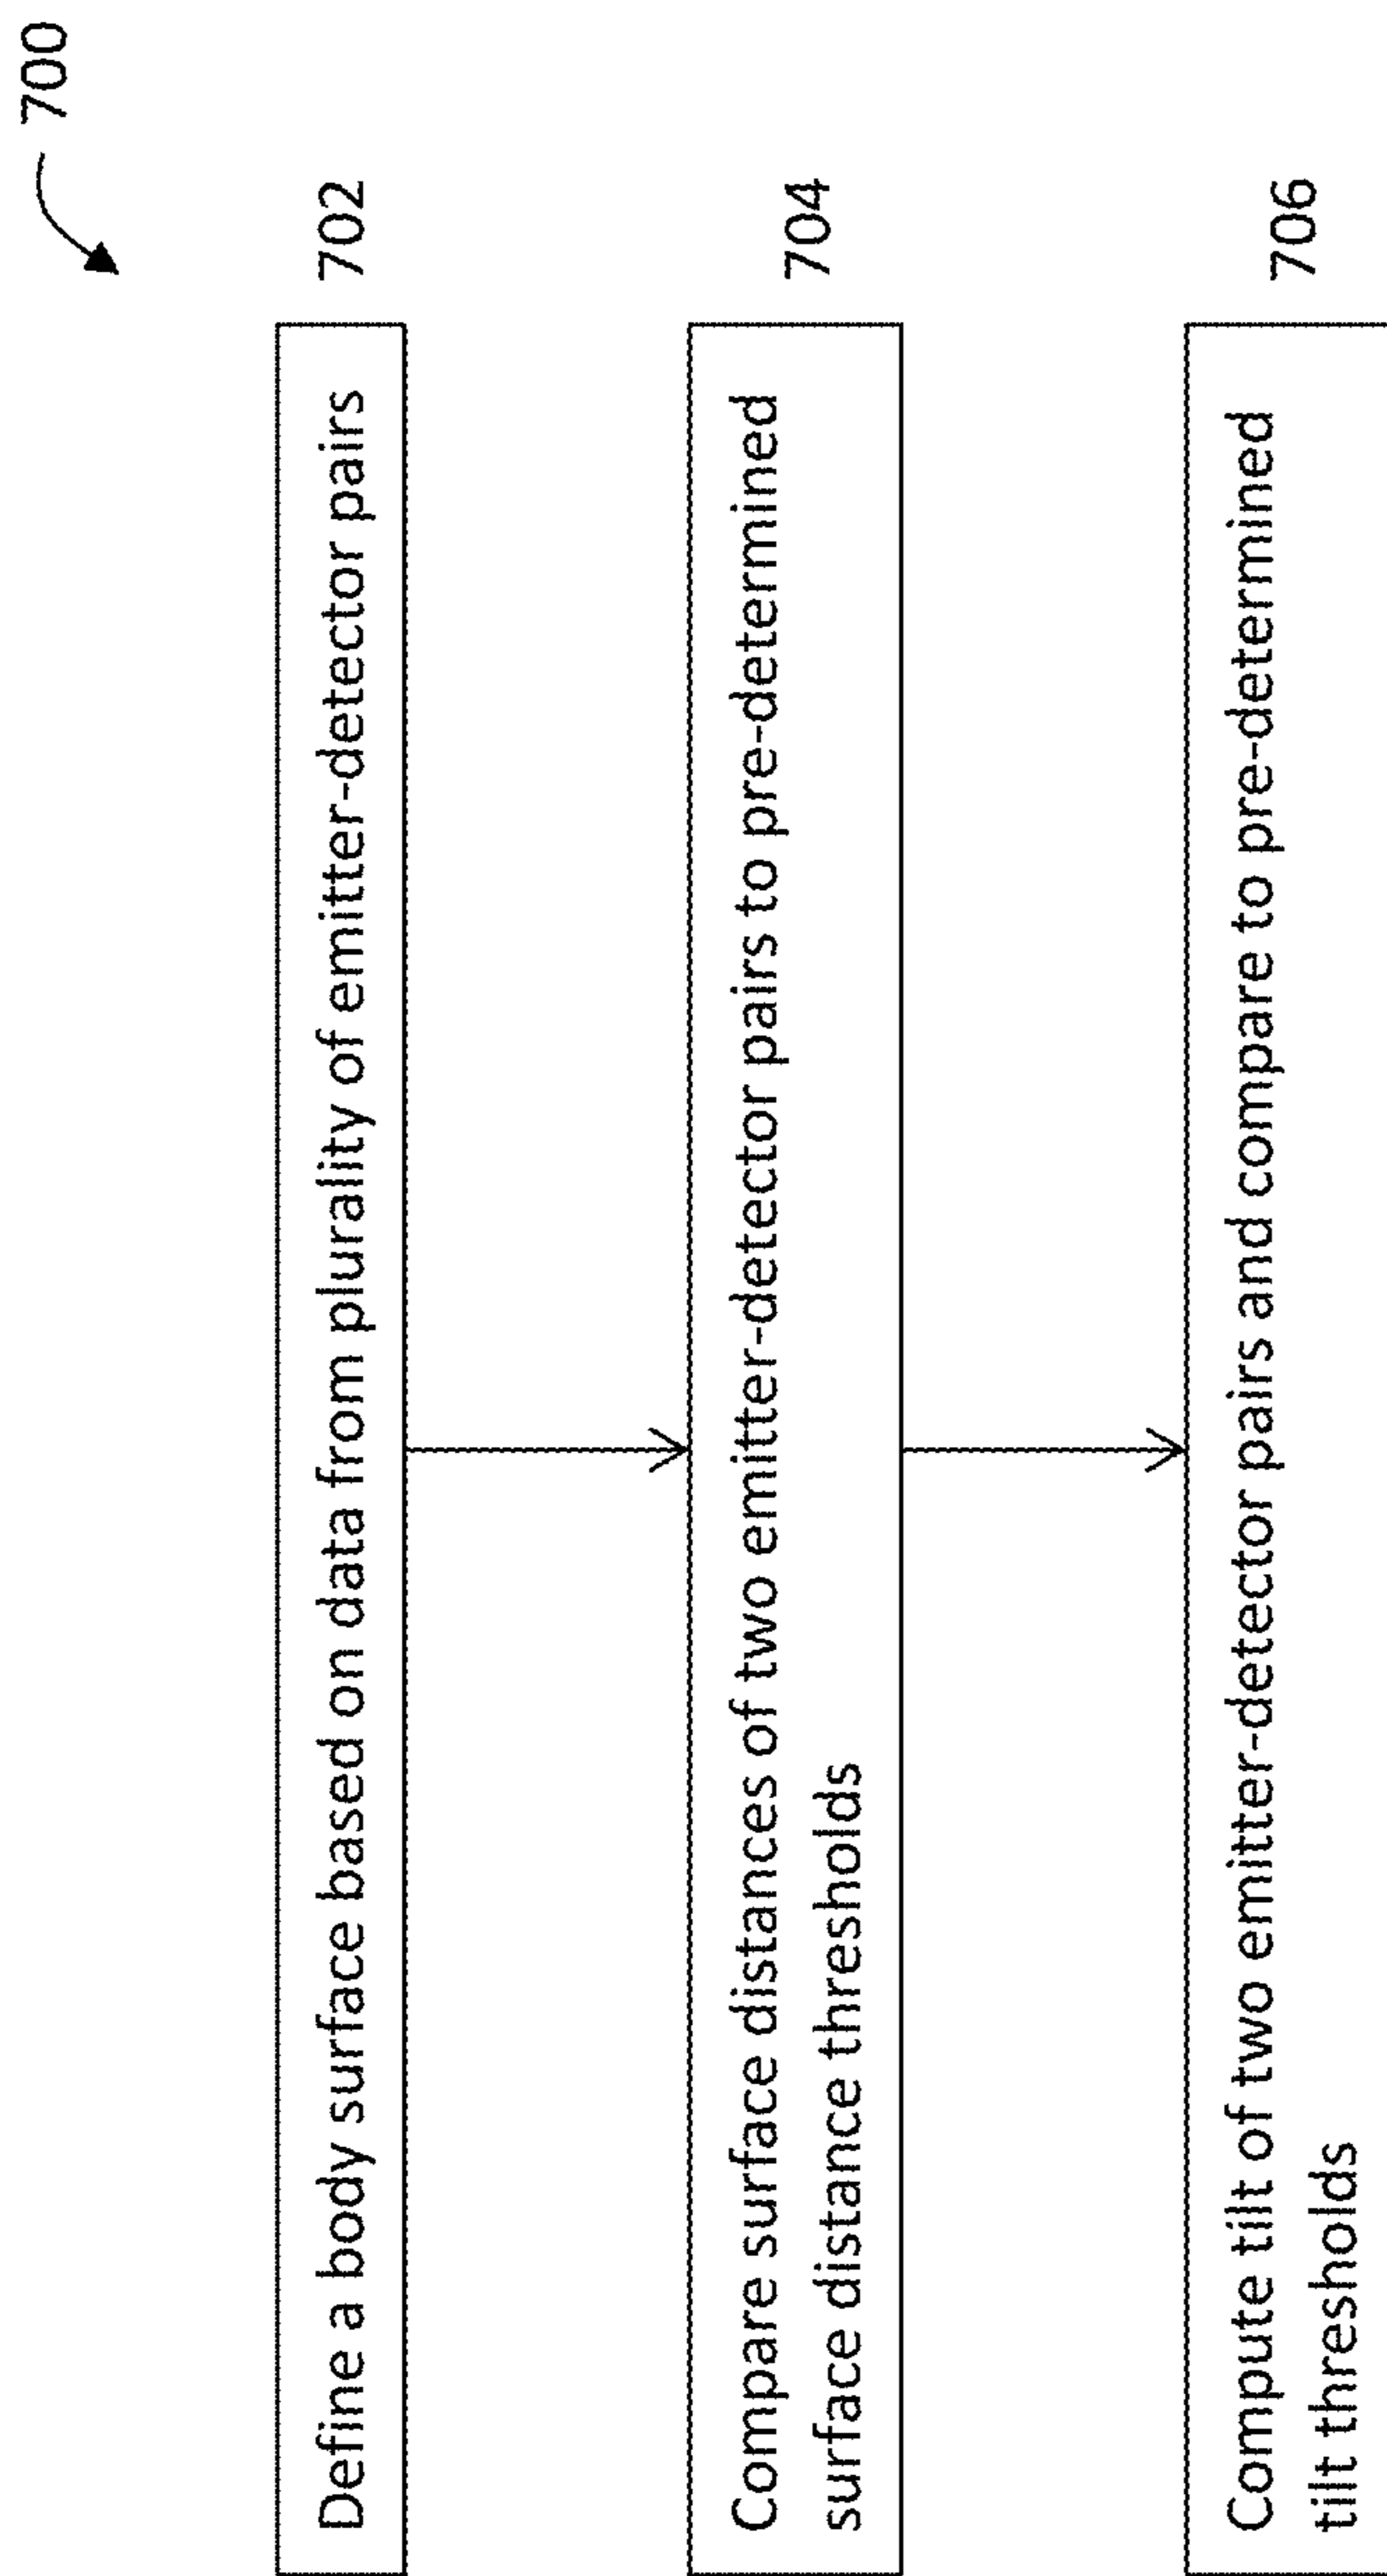 700
Define a body surface based on data from plurality of emitter-detector pairs
702
Compare surface distances of two emitter-detector pairs to pre-determined
surface distance thresholds
704
Compute tilt of two emitter-detector pairs and compare to pre-determined
tilt thresholds
706